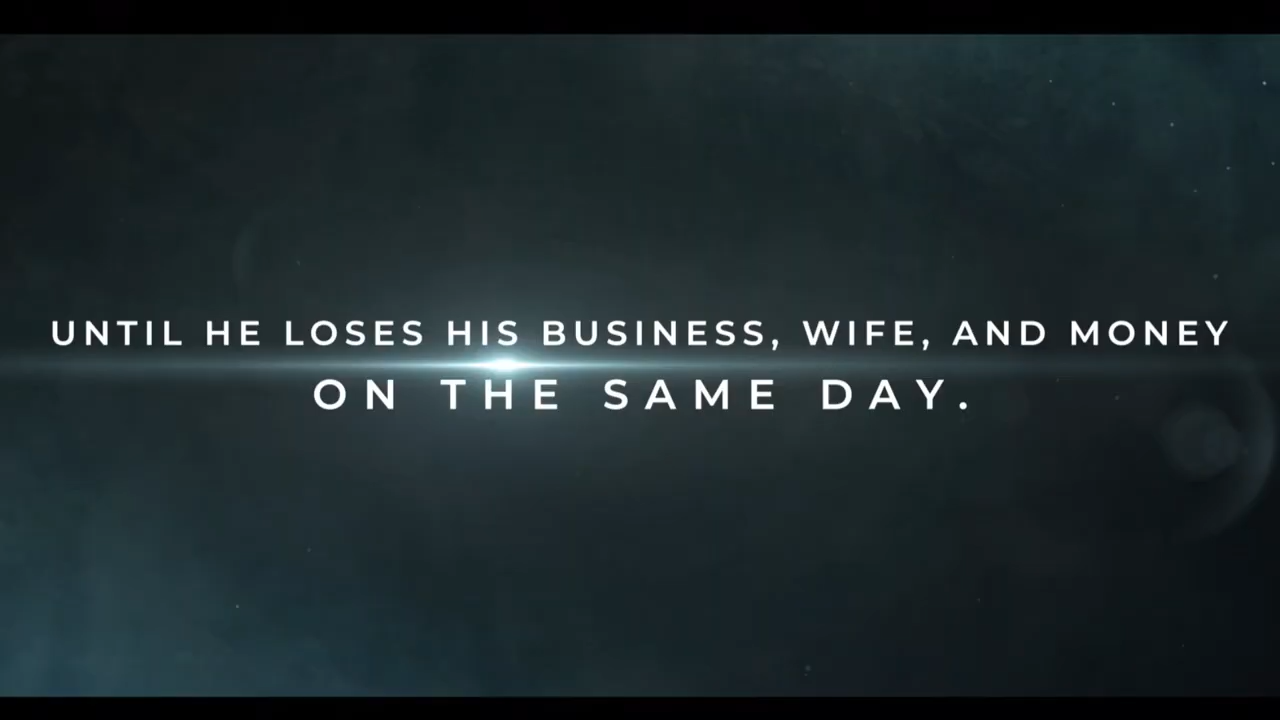 UNTIL HE LOSES HIS BUSINESS, WIFE, AND MONEY
ON THE SAME DAY.